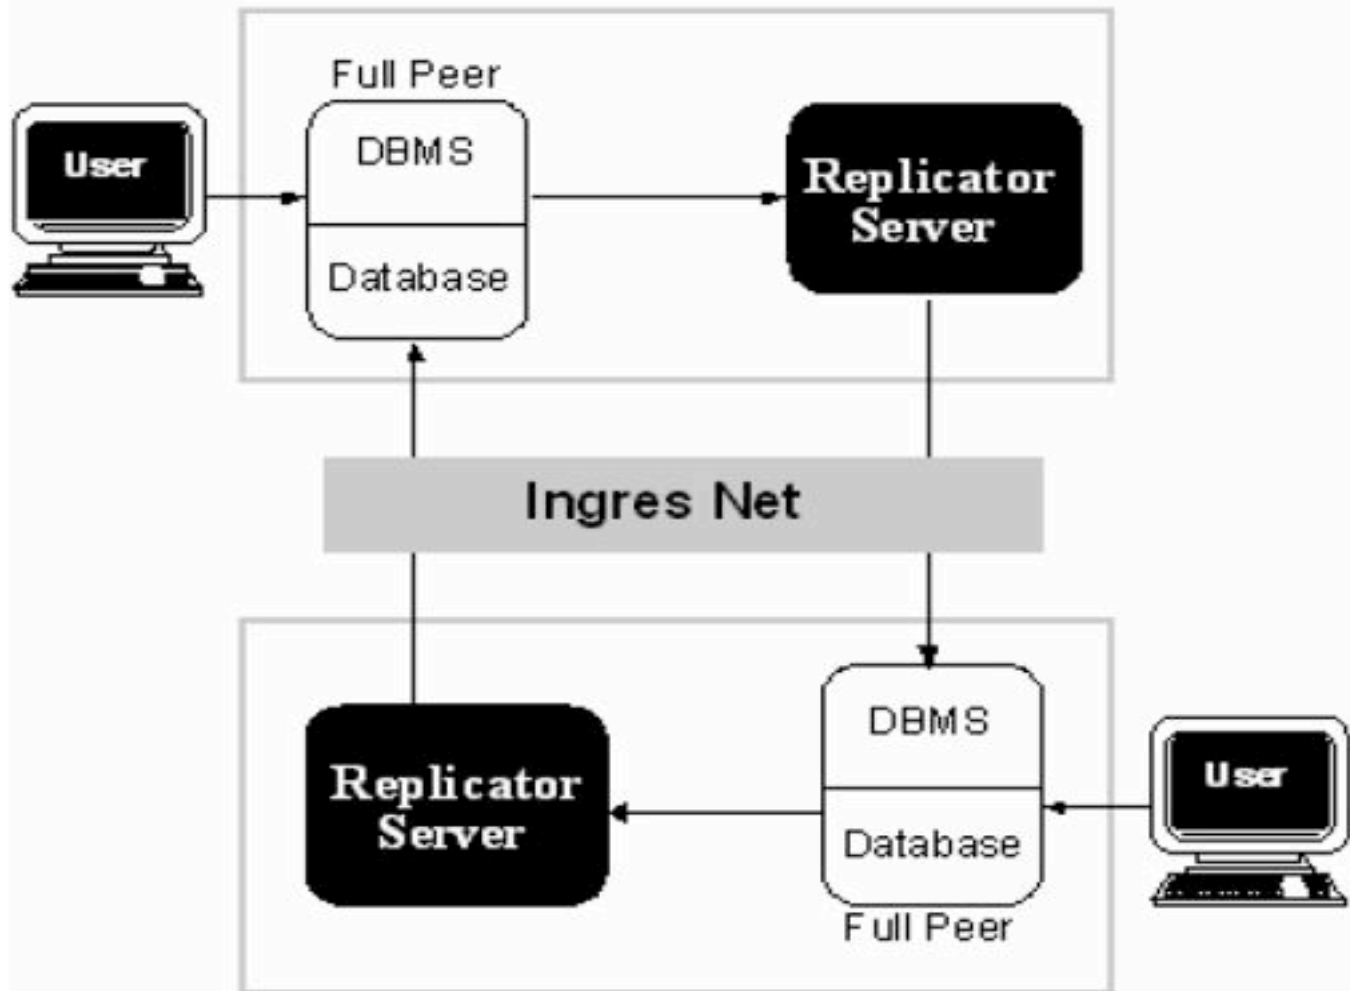 Full Peer
User
DBMS
Database
Replicator
Server
Ingres Net
Replicator
Server
DBMS
Database
Full Peer
User